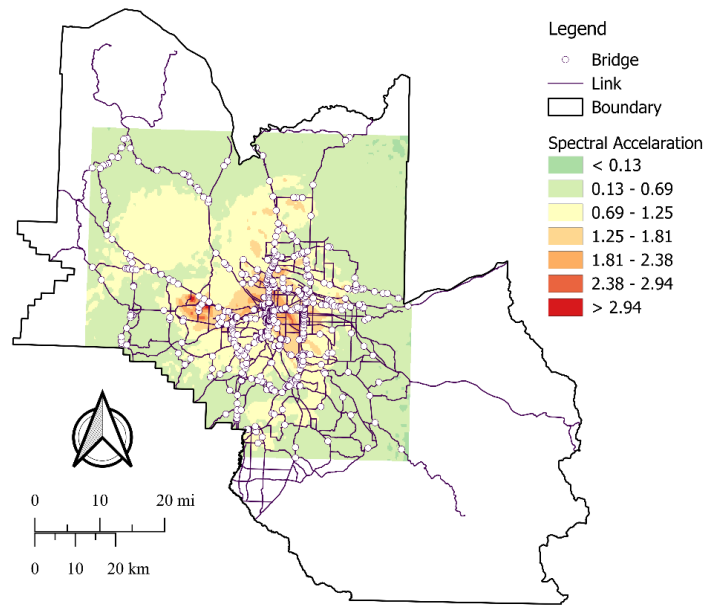 Legend
Bridge
Link
Boundary
Spectral Accelaration
< 0.13
0.13 - 0.69
0.69 - 1.25
1.25 - 1.81
1.81 - 2.38
2.38 - 2.94
> 2.94
0 10 20 mi
0 10 20 km